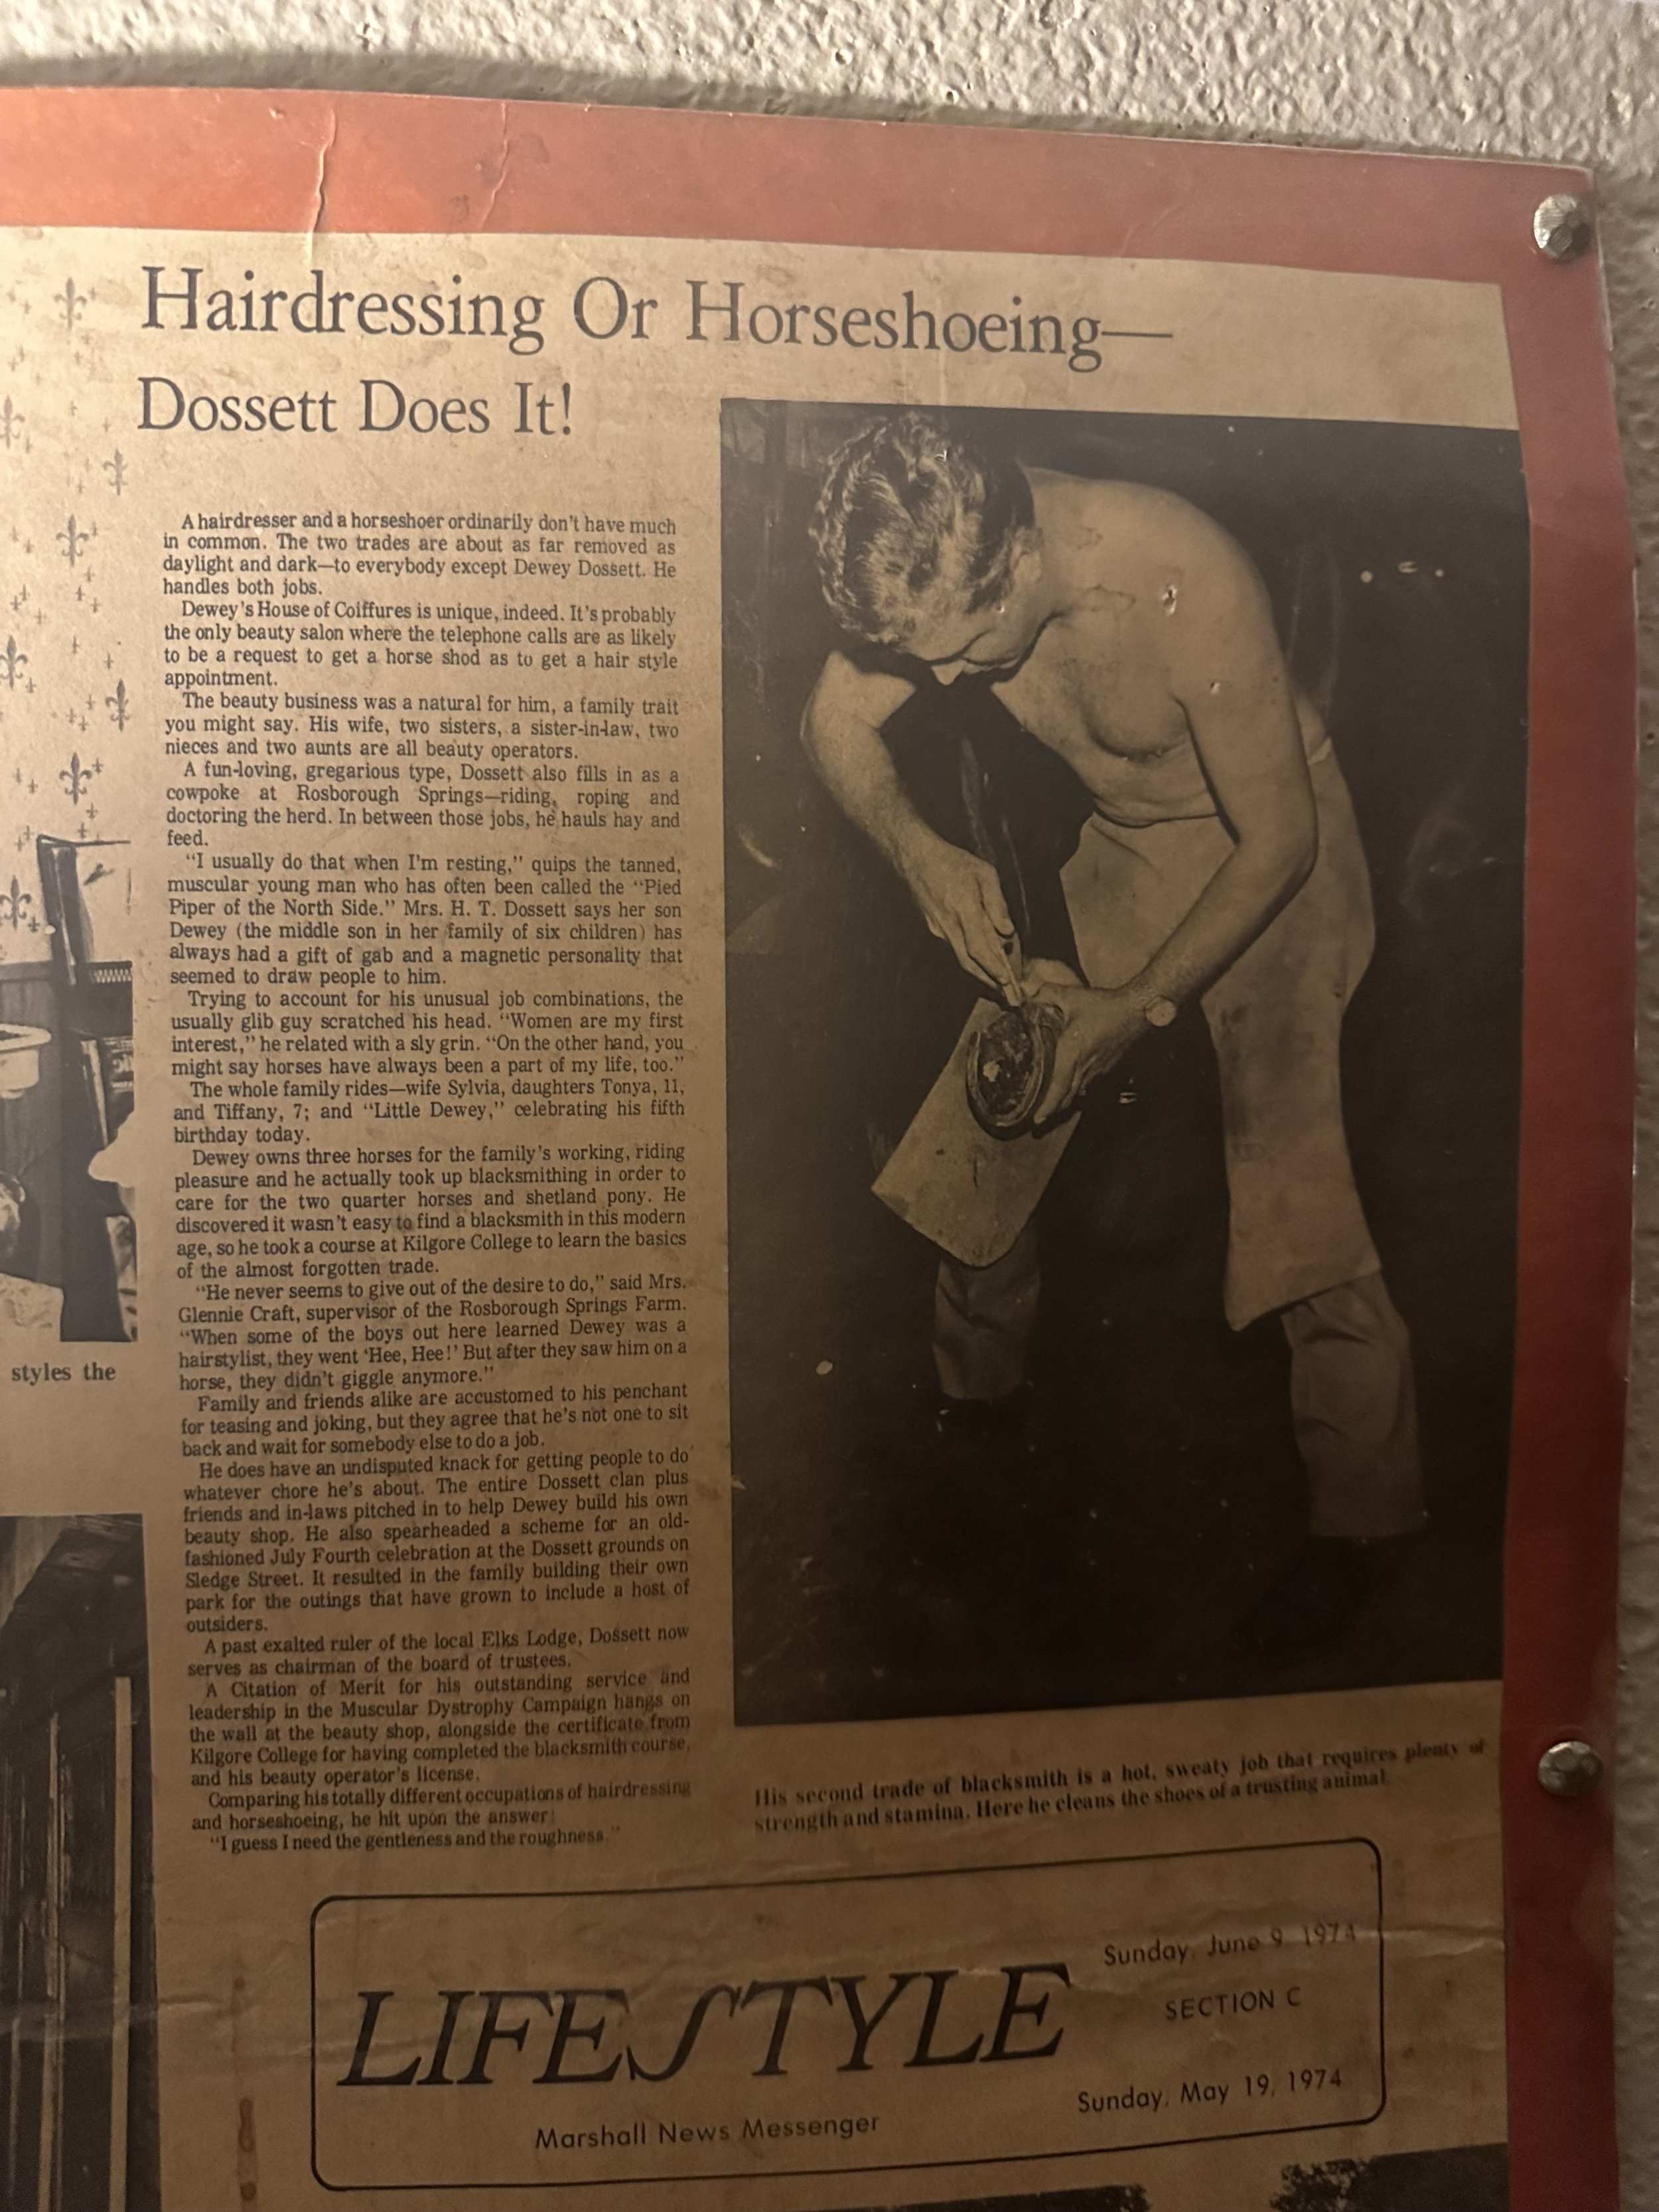 Hairdressing Or Horseshoeing—
Dossett Does It!
A hairdresser and a horseshoer ordinarily don't have much
in common. The two trades are about as far removed as
daylight and dark—to everybody except Dewey Dossett. He
handles both jobs.
Dewey's House of Coiffures is unique, indeed. It's probably
the only beauty salon where the telephone calls are as likely
to be a request to get a horse shod as to get a hair style
appointment.
The beauty business was a natural for him, a family trait
you might say. His wife, two sisters, a sister-in-law, two
nieces and two aunts are all beauty operators.
A fun-loving, gregarious type, Dossett also fills in as a
cowpoke at Rosborough Springs—riding, roping and
doctoring the herd. In between those jobs, he hauls hay and
feed.
"I usually do that when I'm resting," quips the tanned,
muscular young man who has often been called the "Pied
Piper of the North Side." Mrs. H. T. Dossett says her son
Dewey (the middle son in her family of six children) has
always had a gift of gab and a magnetic personality that
seemed to draw people to him.
Trying to account for his unusual job combinations, the
usually glib guy scratched his head. "Women are my first
interest," he related with a sly grin. "On the other hand, you
might say horses have always been a part of my life, too."
The whole family rides—wife Sylvia, daughters Tonya, 11,
and Tiffany, 7; and "Little Dewey," celebrating his fifth
birthday today.
Dewey owns three horses for the family's working, riding
pleasure and he actually took up blacksmithing in order to
care for the two quarter horses and shetland pony. He
discovered it wasn't easy to find a blacksmith in this modern
age, so he took a course at Kilgore College to learn the basics
of the almost forgotten trade.
"He never seems to give out of the desire to do," said Mrs.
Glennie Craft, supervisor of the Rosborough Springs Farm.
"When some of the boys out here learned Dewey was a
hairstylist, they went 'Hee, Hee!' But after they saw him on a
horse, they didn't giggle anymore."
Family and friends alike are accustomed to his penchant
for teasing and joking, but they agree that he's not one to sit
back and wait for somebody else to do a job.
He does have an undisputed knack for getting people to do
whatever chore he's about. The entire Dossett clan plus
friends and in-laws pitched in to help Dewey build his own
beauty shop. He also spearheaded a scheme for an old-
fashioned July Fourth celebration at the Dossett grounds on
Sledge Street. It resulted in the family building their own
park for the outings that have grown to include a host of
outsiders.
A past exalted ruler of the local Elks Lodge, Dossett now
serves as chairman of the board of trustees.
A Citation of Merit for his outstanding service and
leadership in the Muscular Dystrophy Campaign hangs on
the wall at the beauty shop, alongside the certificate from
Kilgore College for having completed the blacksmith course,
and his beauty operator's license.
Comparing his totally different occupations of hairdressing
and horseshoeing, he hit upon the answer:
"I guess I need the gentleness and the roughness."
styles the
His second trade of blacksmith is a hot, sweaty job that requires plenty of
strength and stamina. Here he cleans the shoes of a trusting animal.
LIFESTYLE
Sunday, June 9, 1974
SECTION C
Sunday, May 19, 1974
Marshall News Messenger